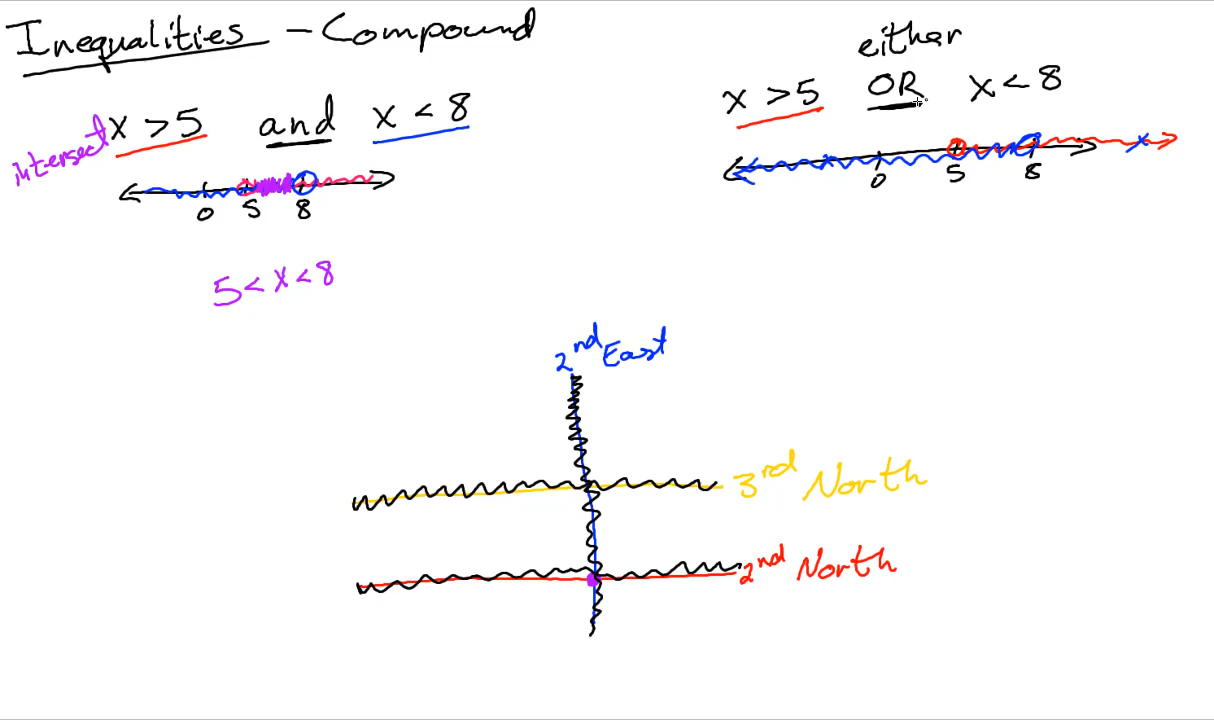 Inequalities - Compound
x > 5 and x < 8
intersect
0 5 8
5 < x < 8
either
x > 5 OR x < 8
0 5 8
2nd East
3rd North
2nd North